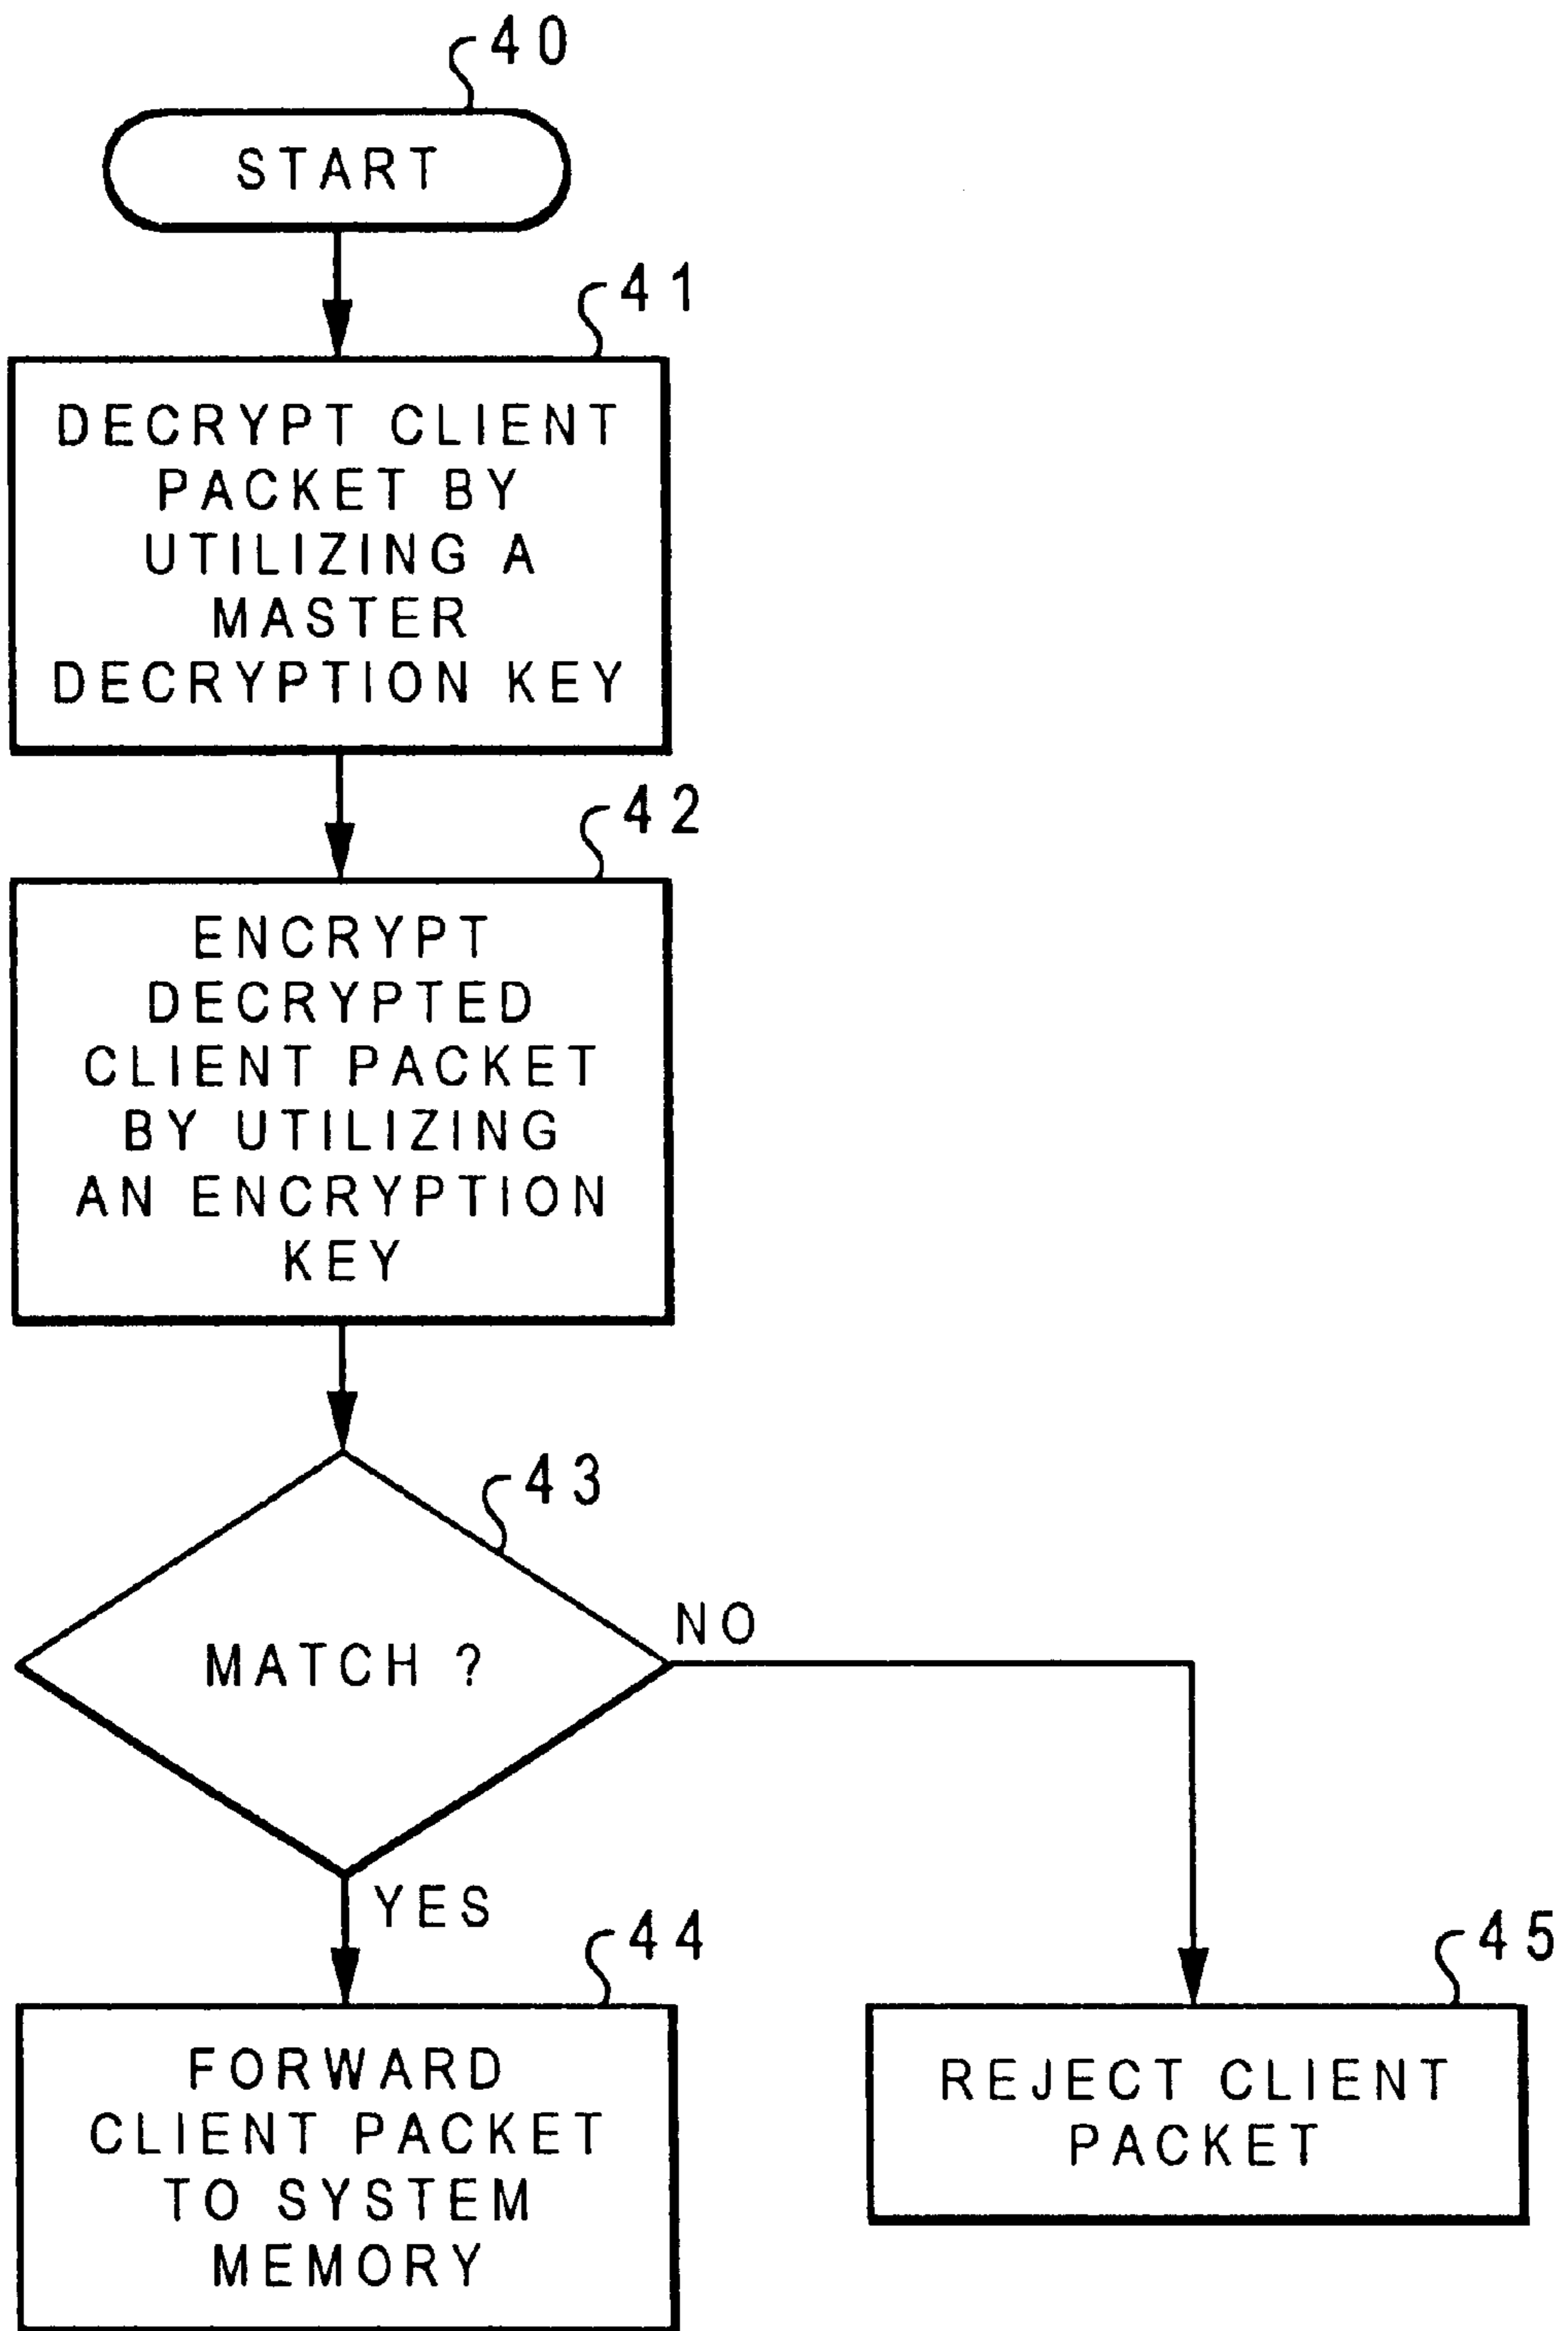 40
START
41
DECRYPT CLIENT
PACKET BY
UTILIZING A
MASTER
DECRYPTION KEY
42
ENCRYPT
DECRYPTED
CLIENT PACKET
BY UTILIZING
AN ENCRYPTION
KEY
43
MATCH ?
NO
YES
44
FORWARD
CLIENT PACKET
TO SYSTEM
MEMORY
45
REJECT CLIENT
PACKET